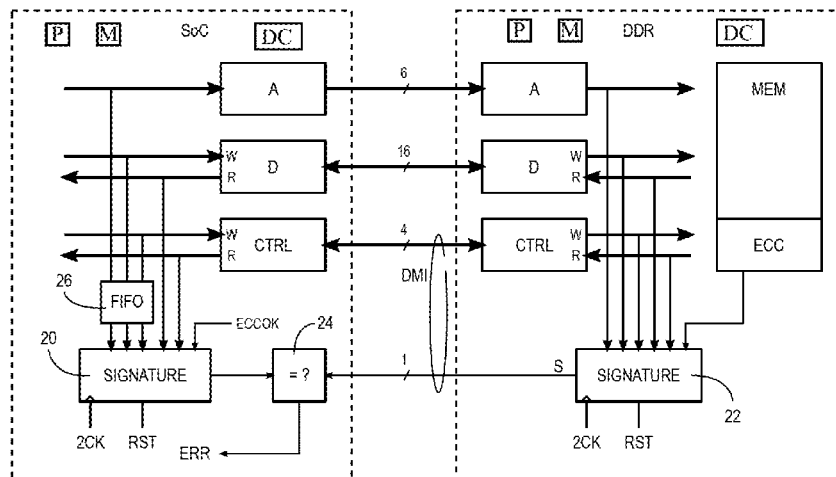 P M SoC DC
P M DDR DC
A 6 A MEM
W D 16 D W
R R
W CTRL 4 CTRL W
R R
ECC
DMI
26 FIFO
ECCOK 24
20 SIGNATURE = ? 1 S SIGNATURE 22
2CK RST ERR 2CK RST